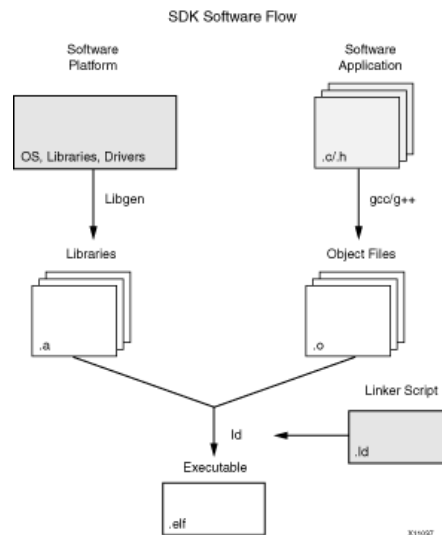 SDK Software Flow
Software
Platform
Software
Application
OS, Libraries, Drivers
.c/.h
Libgen
gcc/g++
Libraries
Object Files
.a
.o
Linker Script
ld
.ld
Executable
.elf